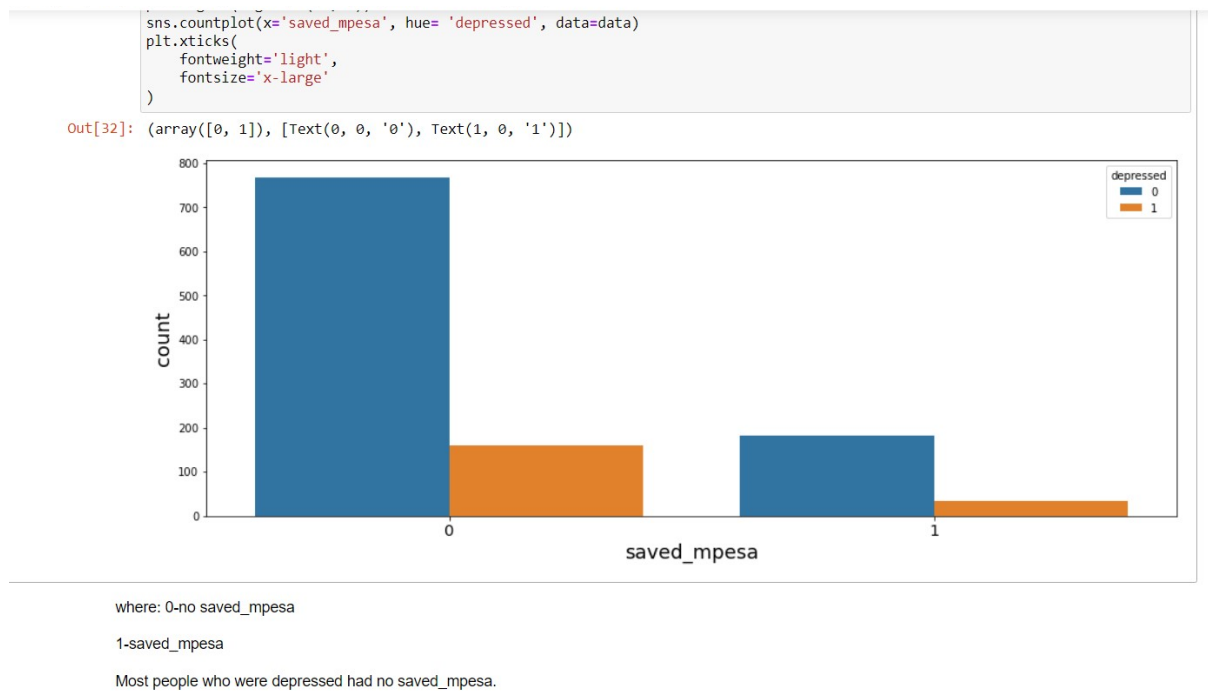 sns.countplot(x='saved_mpesa', hue= 'depressed', data=data)
plt.xticks(
    fontweight='light',
    fontsize='x-large'
)
Out[32]: (array([0, 1]), [Text(0, 0, '0'), Text(1, 0, '1')])
depressed
0
1
800
700
600
500
400
300
200
100
0
count
0 1
saved_mpesa
where: 0-no saved_mpesa
1-saved_mpesa
Most people who were depressed had no saved_mpesa.